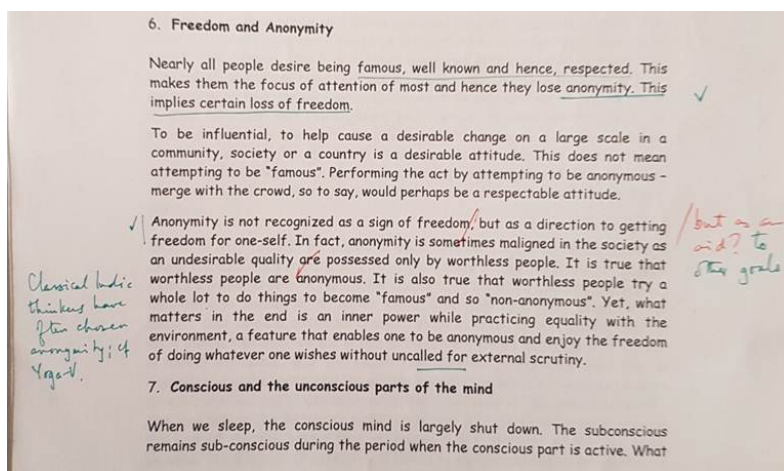 6. Freedom and Anonymity
Nearly all people desire being famous, well known and hence, respected. This
makes them the focus of attention of most and hence they lose anonymity. This
implies certain loss of freedom.
To be influential, to help cause a desirable change on a large scale in a
community, society or a country is a desirable attitude. This does not mean
attempting to be "famous". Performing the act by attempting to be anonymous –
merge with the crowd, so to say, would perhaps be a respectable attitude.
Anonymity is not recognized as a sign of freedom, but as a direction to getting
freedom for one-self. In fact, anonymity is sometimes maligned in the society as
an undesirable quality are possessed only by worthless people. It is true that
worthless people are anonymous. It is also true that worthless people try a
whole lot to do things to become "famous" and so "non-anonymous". Yet, what
matters in the end is an inner power while practicing equality with the
environment, a feature that enables one to be anonymous and enjoy the freedom
of doing whatever one wishes without uncalled for external scrutiny.
but as an
aid? to
other goals
Classical Indic
thinkers have
often chosen
anonymity; cf
Yoga-V.
7. Conscious and the unconscious parts of the mind
When we sleep, the conscious mind is largely shut down. The subconscious
remains sub-conscious during the period when the conscious part is active. What